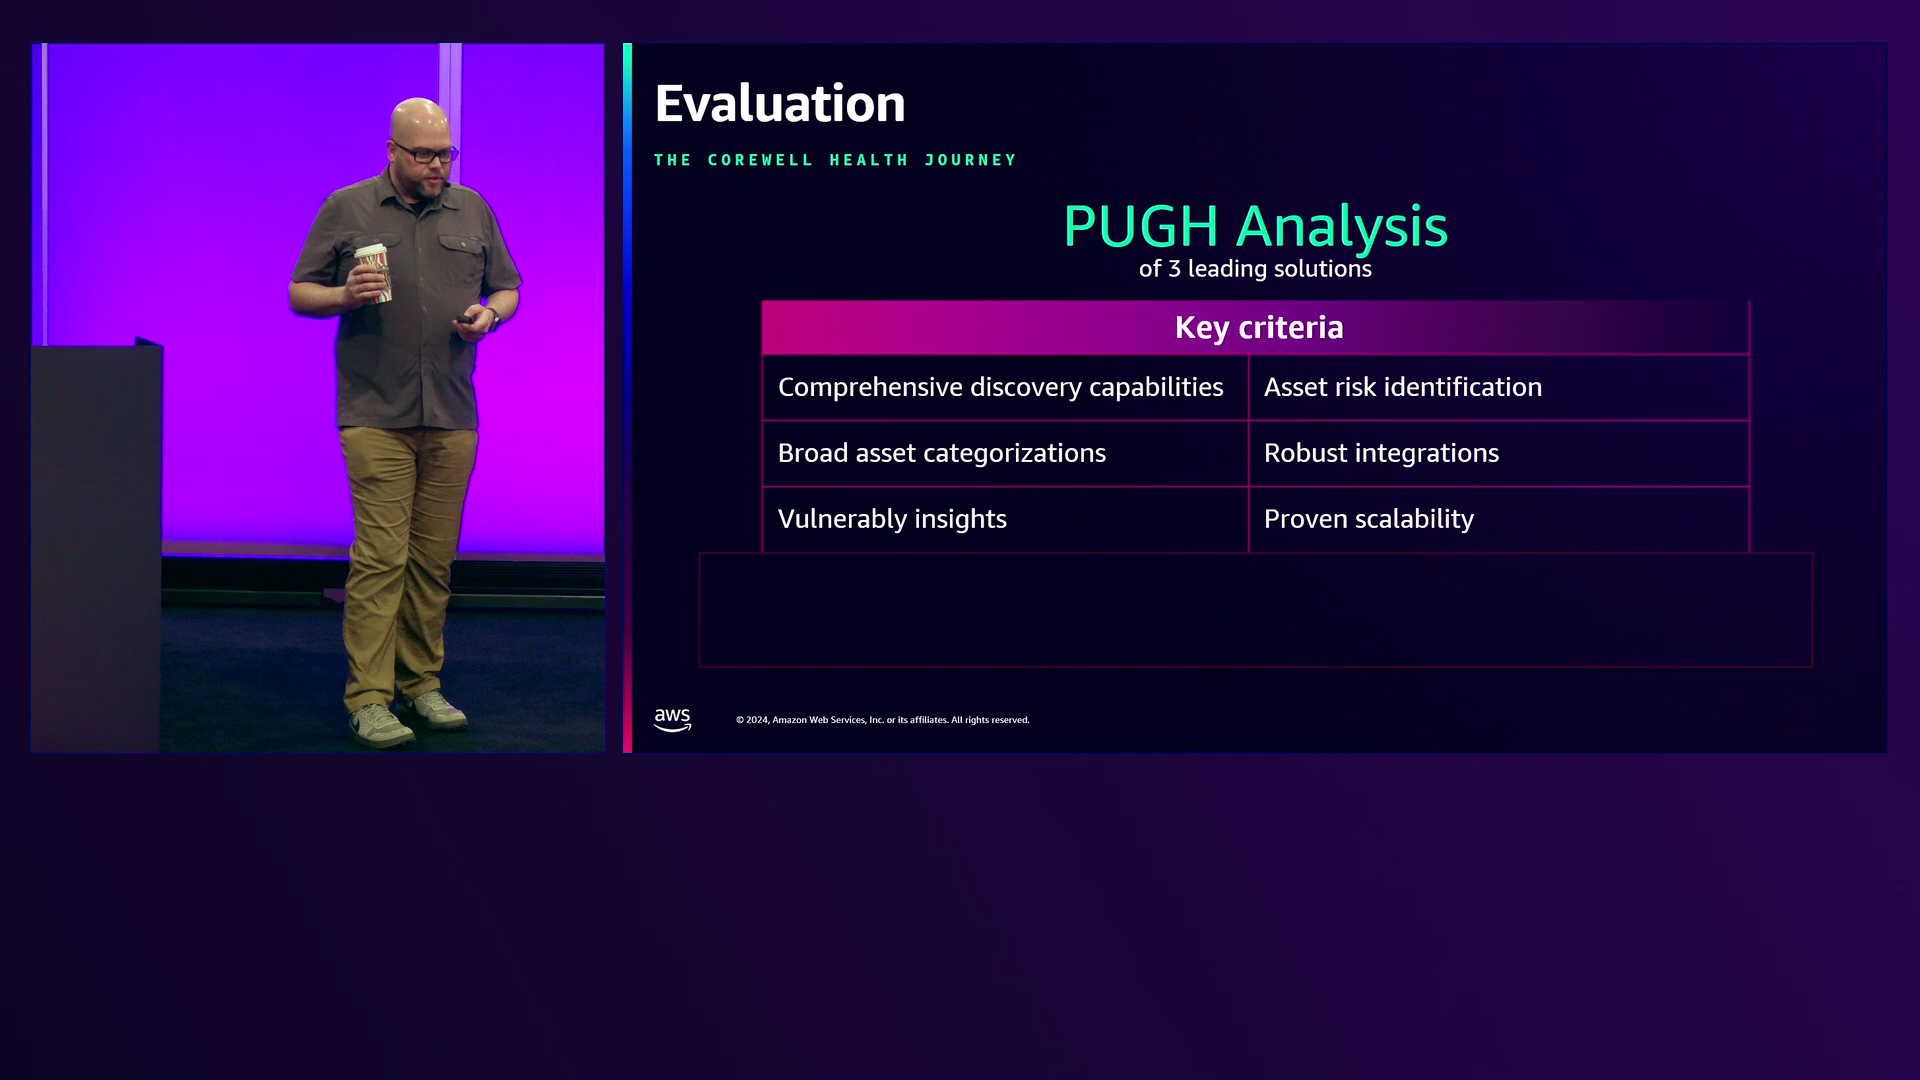 Evaluation
THE COREWELL HEALTH JOURNEY
PUGH Analysis
of 3 leading solutions
Key criteria
Comprehensive discovery capabilities
Asset risk identification
Broad asset categorizations
Robust integrations
Vulnerably insights
Proven scalability
aws
© 2024, Amazon Web Services, Inc. or its affiliates. All rights reserved.